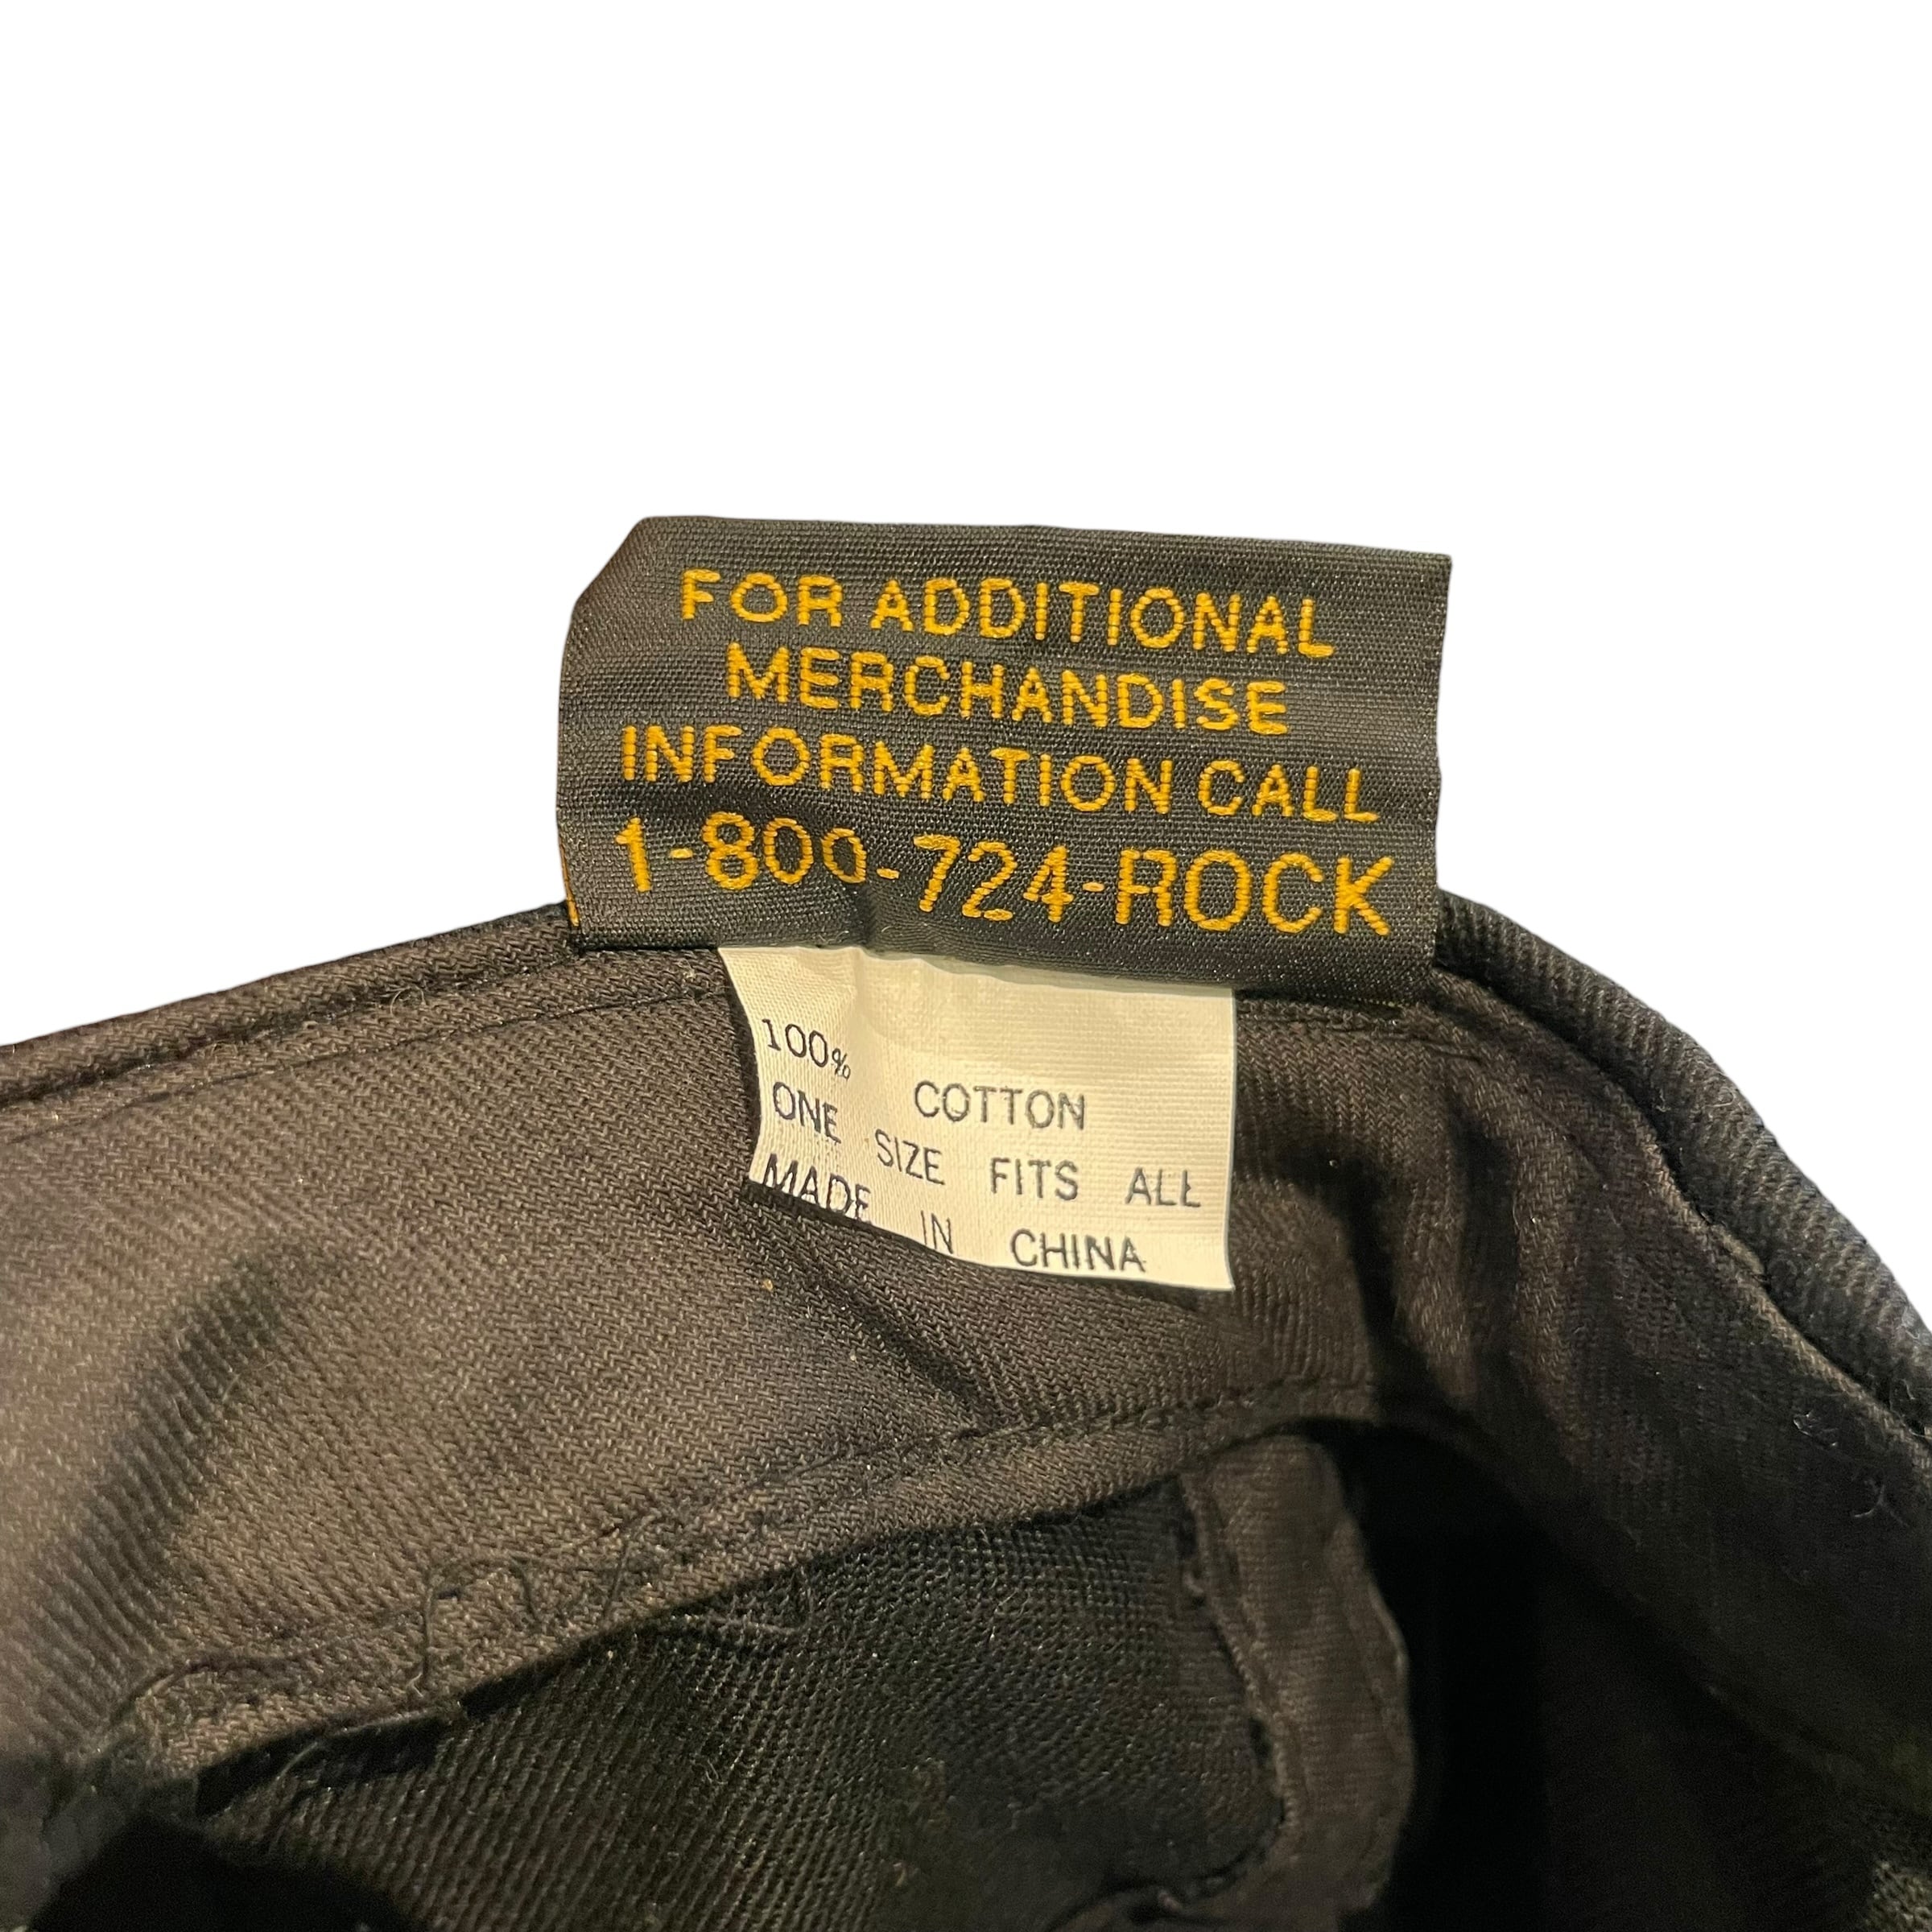 FOR ADDITIONAL
MERCHANDISE
INFORMATION CALL
1-800-724-ROCK
100% COTTON
ONE SIZE FITS ALL
MADE IN CHINA